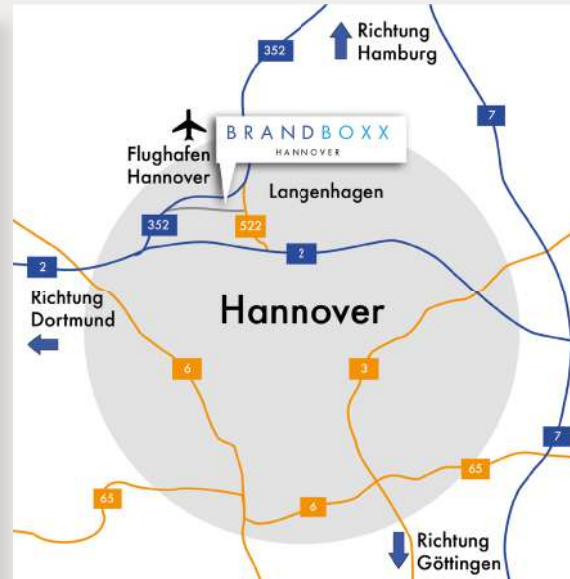 Richtung
Hamburg
352
7
BRANDBOXX
HANNOVER
Flughafen
Hannover
Langenhagen
352
522
2
2
Richtung
Dortmund
Hannover
6
3
7
65
65
6
Richtung
Göttingen